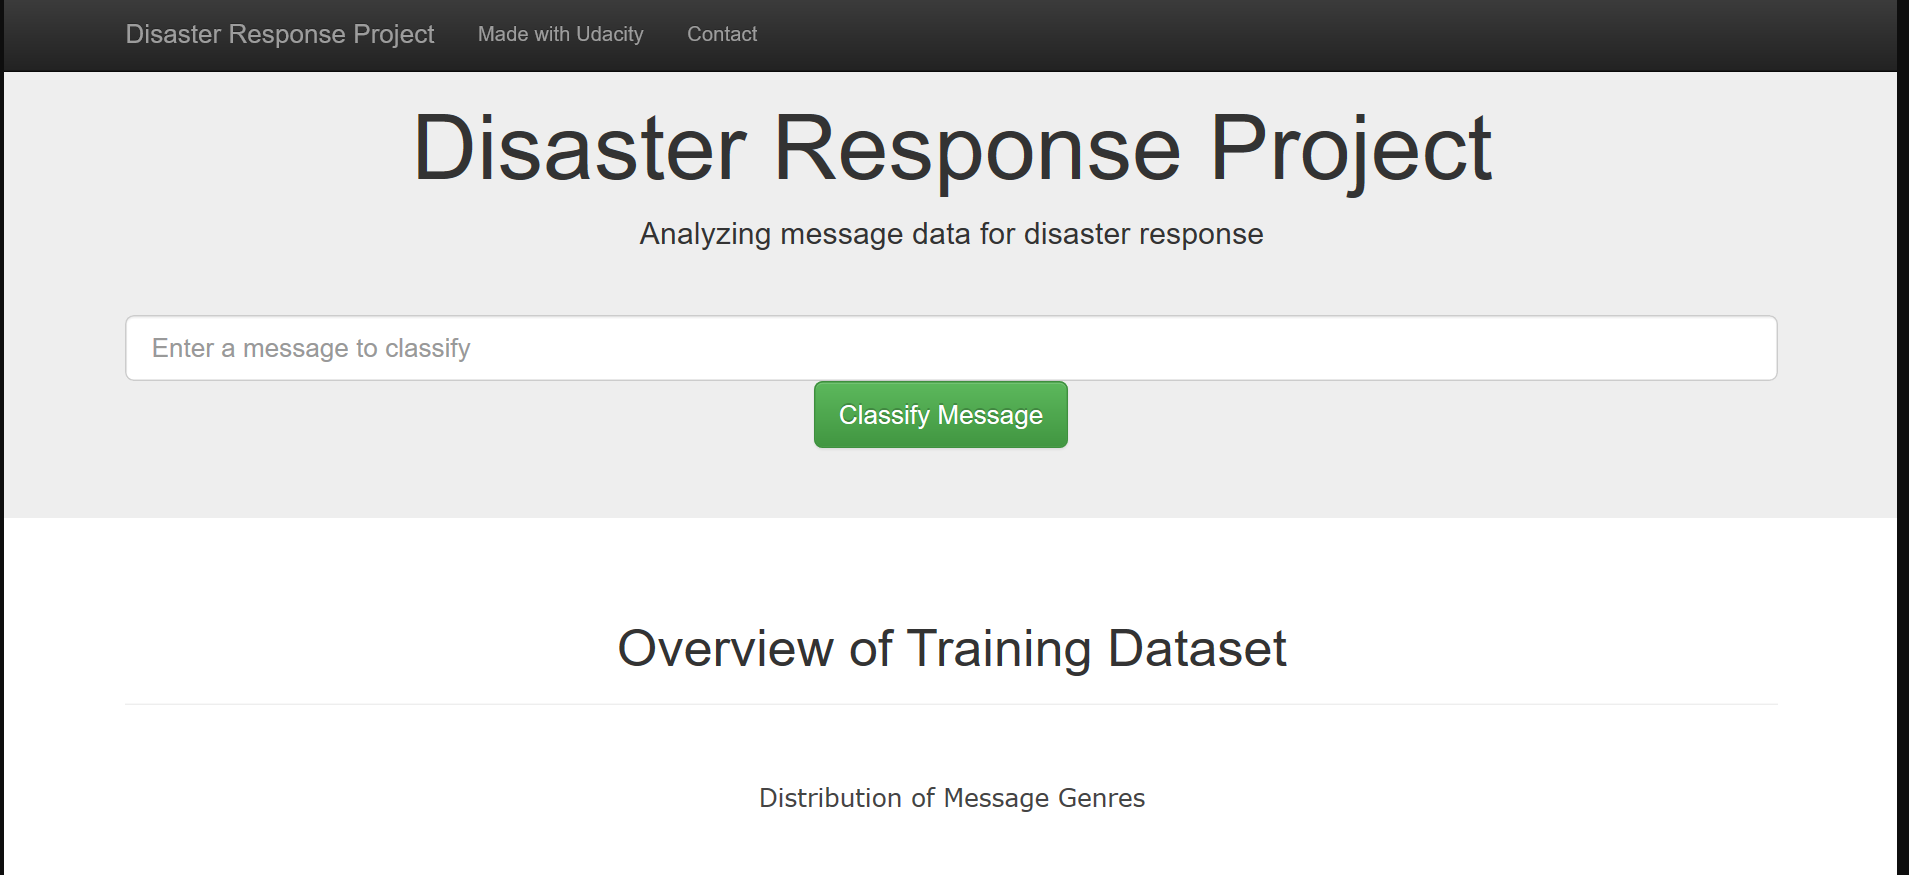 Disaster Response Project Made with Udacity Contact
Disaster Response Project
Analyzing message data for disaster response
Enter a message to classify
Classify Message
Overview of Training Dataset
Distribution of Message Genres